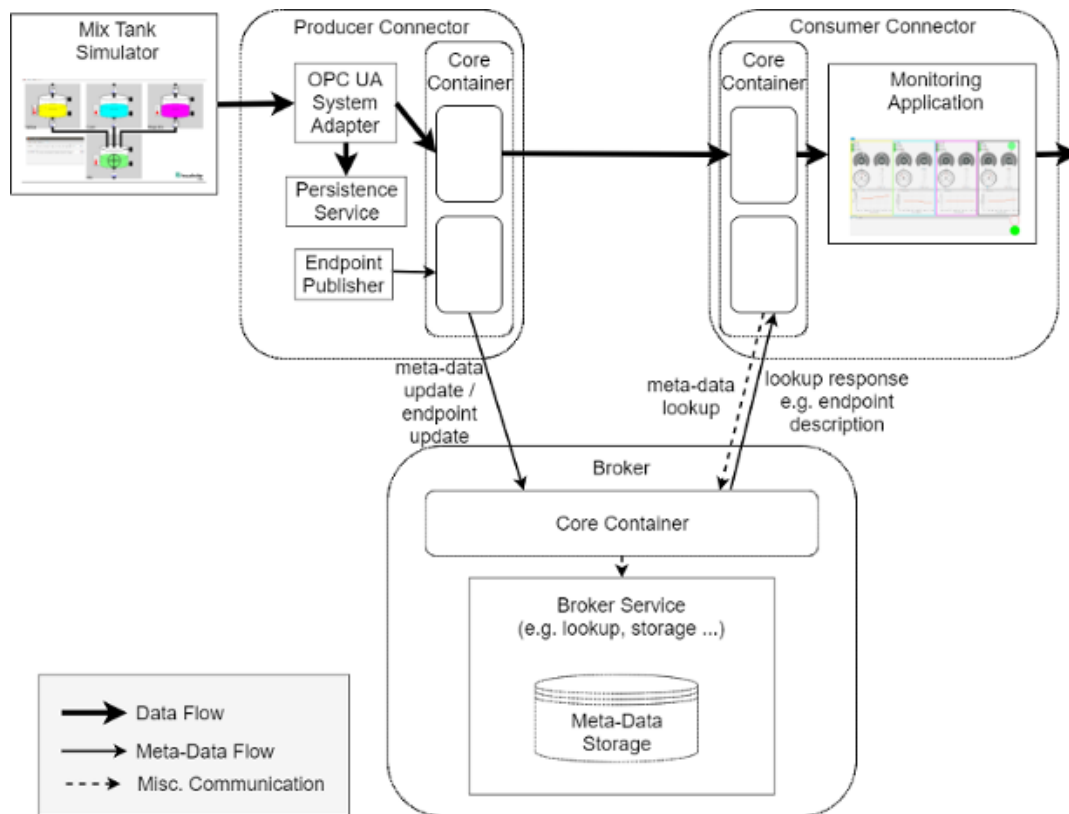 Mix Tank
Simulator
Producer Connector
Core
Container
OPC UA
System
Adapter
Persistence
Service
Endpoint
Publisher
Consumer Connector
Core
Container
Monitoring
Application
meta-data
update /
endpoint
update
meta-data
lookup
lookup response
e.g. endpoint
description
Broker
Core Container
Broker Service
(e.g. lookup, storage ...)
Meta-Data
Storage
Data Flow
Meta-Data Flow
Misc. Communication